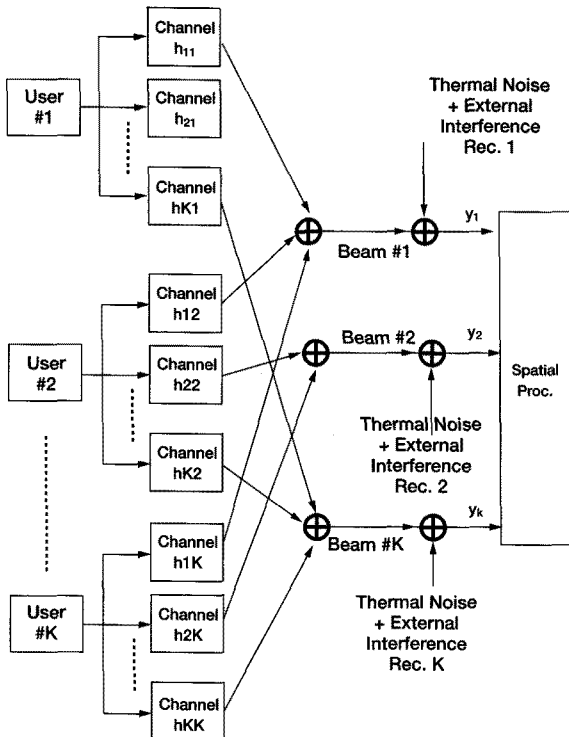 User
#1
Channel
h11
Channel
h21
Channel
hK1
Thermal Noise
+ External
Interference
Rec. 1
Beam #1
y1
User
#2
Channel
h12
Channel
h22
Channel
hK2
Beam #2
y2
Thermal Noise
+ External
Interference
Rec. 2
Spatial
Proc.
User
#K
Channel
h1K
Channel
h2K
Channel
hKK
Beam #K
yk
Thermal Noise
+ External
Interference
Rec. K